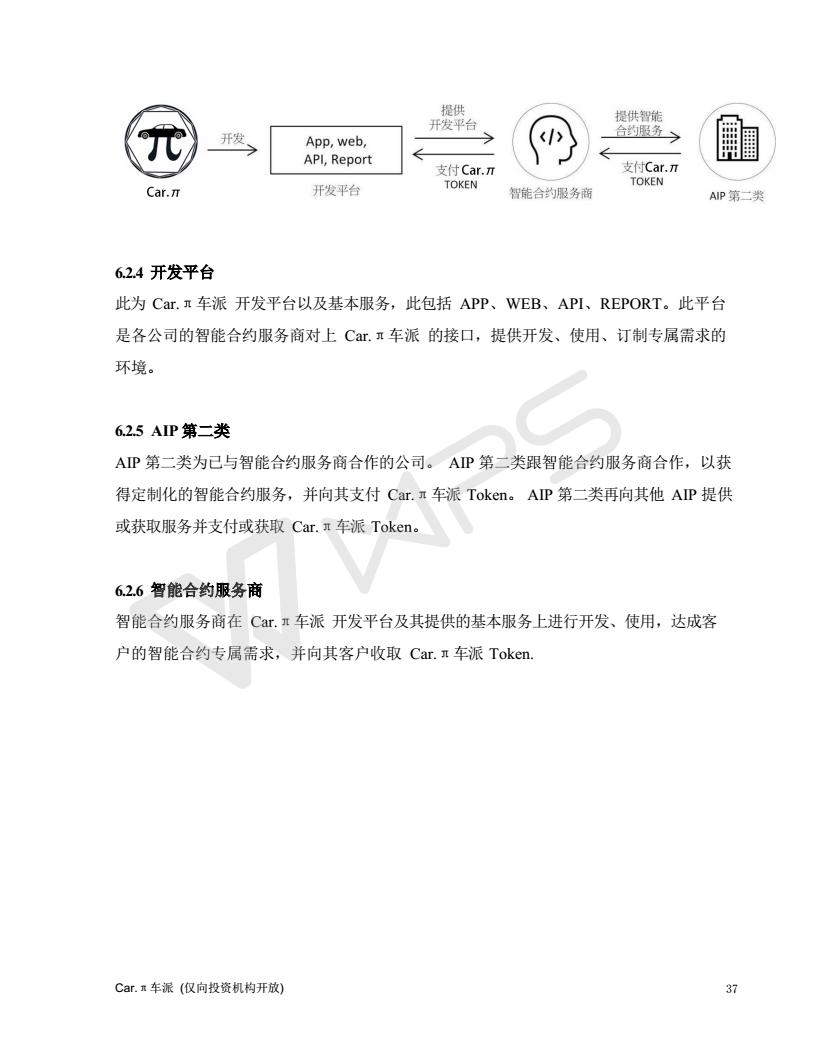 提供
开发平台
提供智能
合约服务
开发
App, web,
API, Report
支付 Car.π
TOKEN
支付Car.π
TOKEN
Car.π
开发平台
智能合约服务商
AIP 第二类
6.2.4 开发平台
此为 Car. π 车派 开发平台以及基本服务，此包括 APP、WEB、API、REPORT。此平台
是各公司的智能合约服务商对上 Car. π 车派 的接口，提供开发、使用、订制专属需求的
环境。
6.2.5 AIP 第二类
AIP 第二类为已与智能合约服务商合作的公司。 AIP 第二类跟智能合约服务商合作，以获
得定制化的智能合约服务，并向其支付 Car. π 车派 Token。 AIP 第二类再向其他 AIP 提供
或获取服务并支付或获取 Car. π 车派 Token。
WPS
6.2.6 智能合约服务商
智能合约服务商在 Car. π 车派 开发平台及其提供的基本服务上进行开发、使用，达成客
户的智能合约专属需求，并向其客户收取 Car. π 车派 Token.
Car. π 车派 (仅向投资机构开放) 37